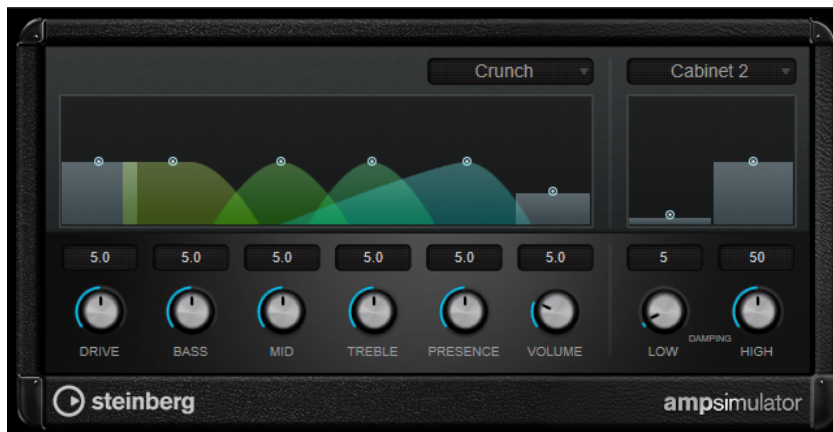 Crunch Cabinet 2
5.0 5.0 5.0 5.0 5.0 5.0 5 50
DRIVE BASS MID TREBLE PRESENCE VOLUME LOW DAMPING HIGH
steinberg ampsimulator